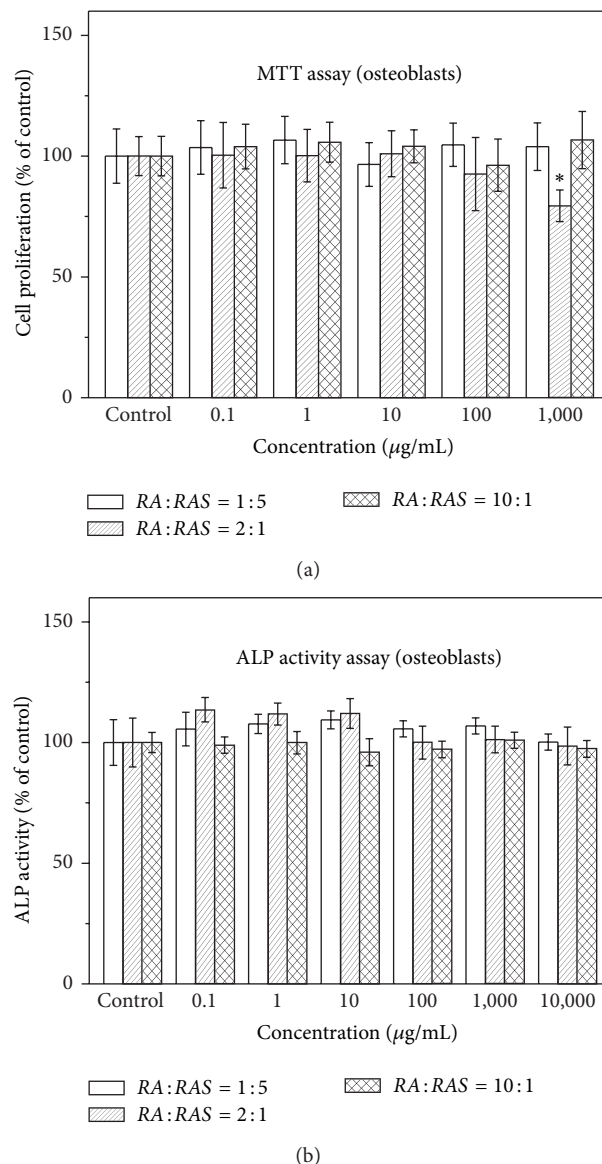 150
MTT assay (osteoblasts)
100
*
50
0
Cell proliferation (% of control)
Control 0.1 1 10 100 1,000
Concentration (μg/mL)
RA:RAS = 1:5 RA:RAS = 10:1
RA:RAS = 2:1
(a)
150
ALP activity assay (osteoblasts)
100
50
0
ALP activity (% of control)
Control 0.1 1 10 100 1,000 10,000
Concentration (μg/mL)
RA:RAS = 1:5 RA:RAS = 10:1
RA:RAS = 2:1
(b)